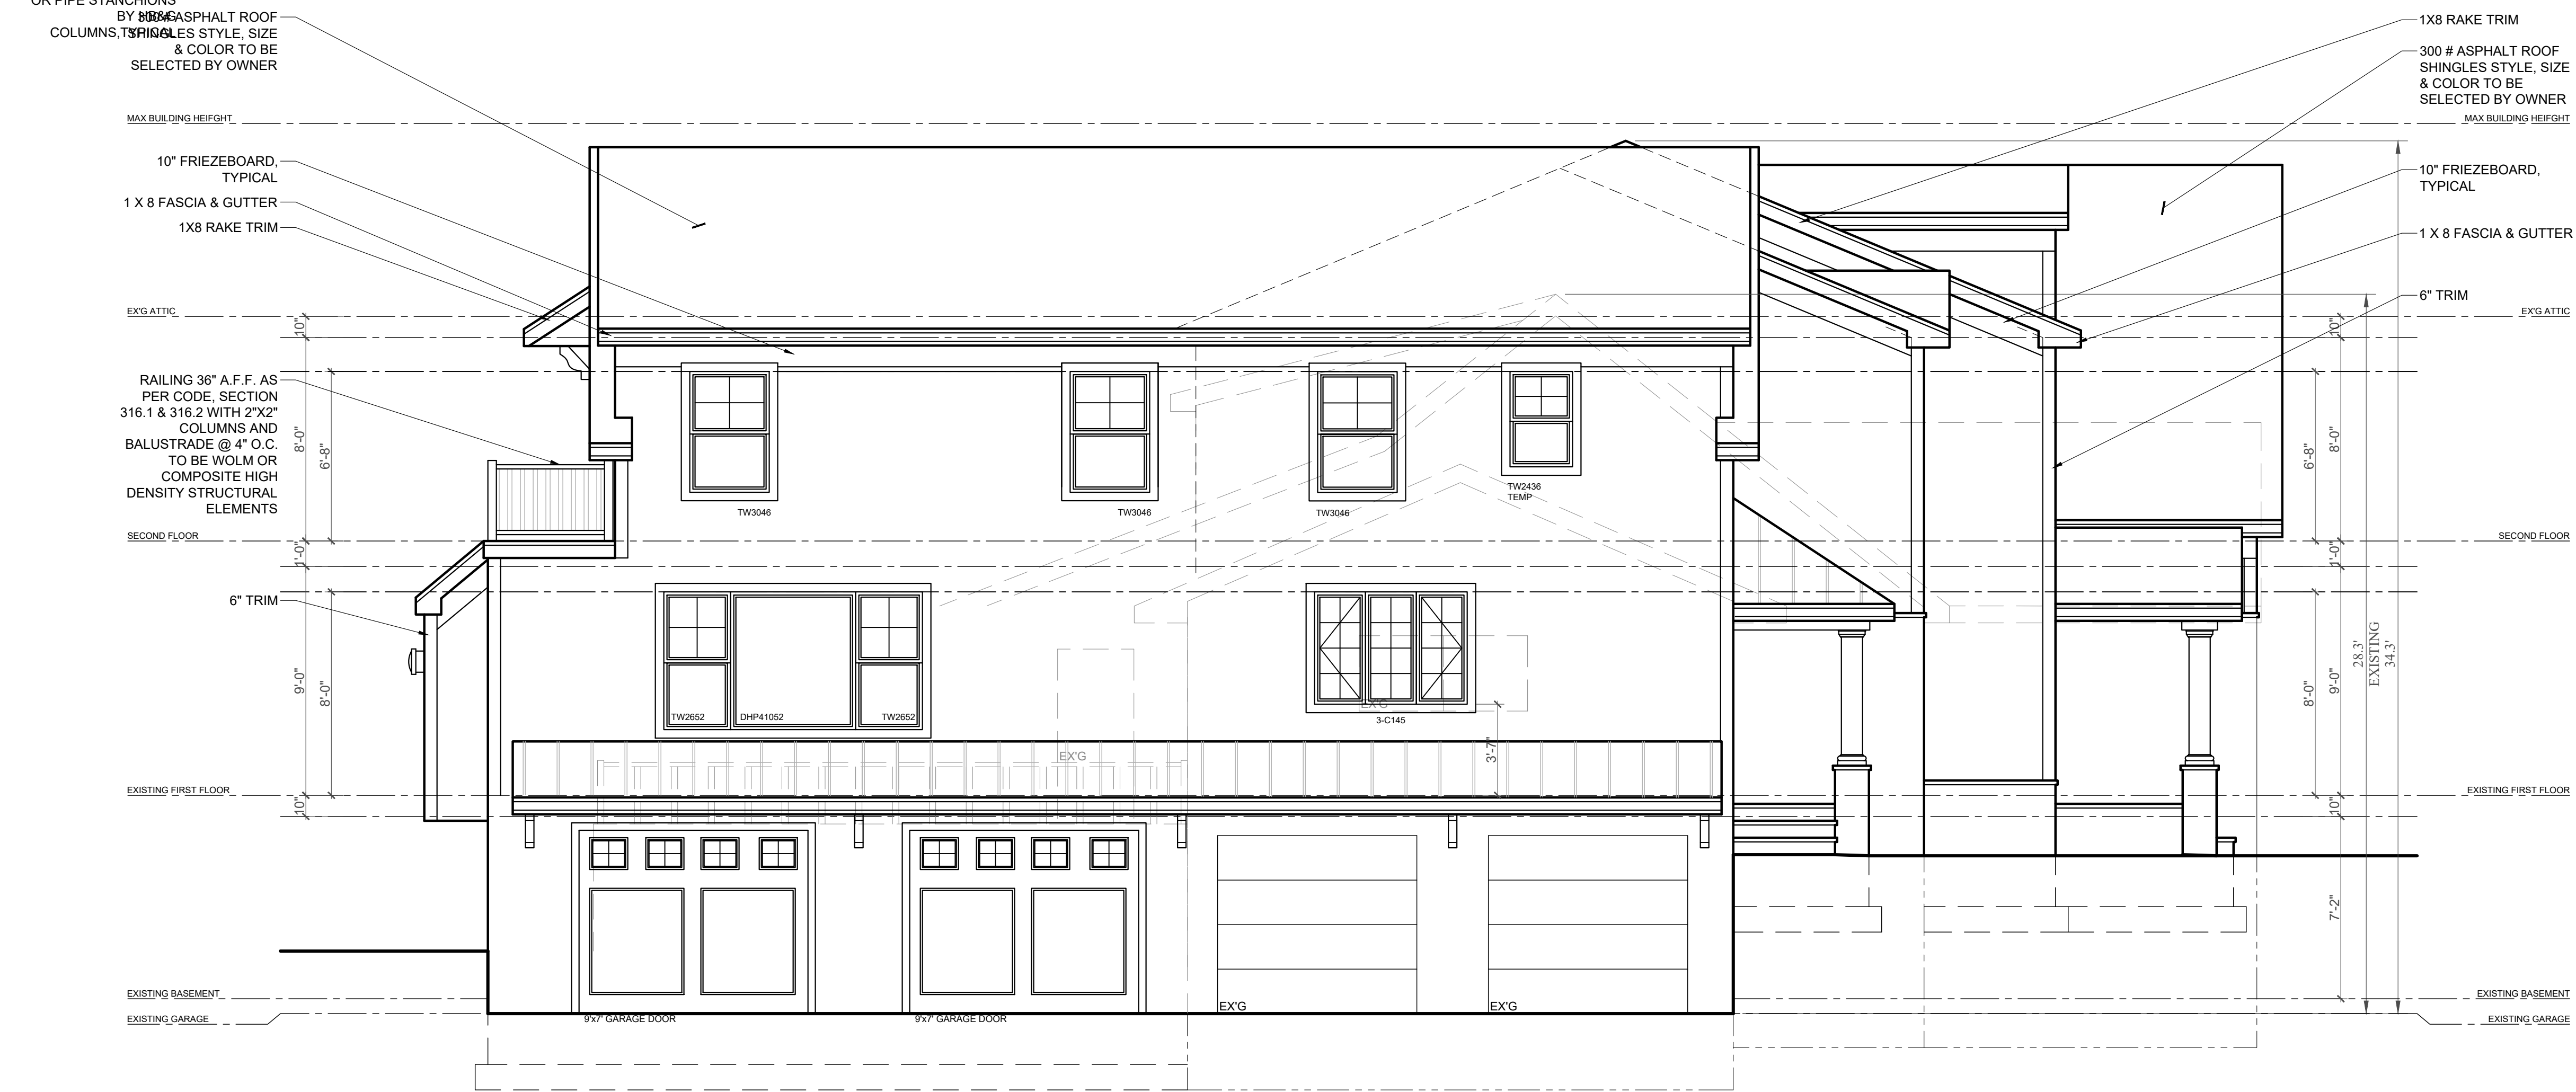 OR PIPE STANCHIONS
BY HB&G
COLUMNS,TYPICAL
300 # ASPHALT ROOF
SHINGLES STYLE, SIZE
& COLOR TO BE
SELECTED BY OWNER
MAX BUILDING HEIFGHT
10" FRIEZEBOARD,
TYPICAL
1 X 8 FASCIA & GUTTER
1X8 RAKE TRIM
EX'G ATTIC
RAILING 36" A.F.F. AS
PER CODE, SECTION
316.1 & 316.2 WITH 2"X2"
COLUMNS AND
BALUSTRADE @ 4" O.C.
TO BE WOLM OR
COMPOSITE HIGH
DENSITY STRUCTURAL
ELEMENTS
SECOND FLOOR
6" TRIM
EXISTING FIRST FLOOR
EXISTING BASEMENT
EXISTING GARAGE
10"
8'-0"
6'-8"
1'-0"
9'-0"
8'-0"
10"
TW3046
TW3046
TW3046
TW2436
TEMP
TW2652
DHP41052
TW2652
EX'G
3-C145
3'-7"
EX'G
9'x7' GARAGE DOOR
9'x7' GARAGE DOOR
EX'G
EX'G
1X8 RAKE TRIM
300 # ASPHALT ROOF
SHINGLES STYLE, SIZE
& COLOR TO BE
SELECTED BY OWNER
MAX BUILDING HEIFGHT
10" FRIEZEBOARD,
TYPICAL
1 X 8 FASCIA & GUTTER
6" TRIM
EX'G ATTIC
10"
6'-8"
8'-0"
SECOND FLOOR
1'-0"
28.3'
EXISTING
34.3'
8'-0"
9'-0"
EXISTING FIRST FLOOR
10"
7'-2"
EXISTING BASEMENT
EXISTING GARAGE